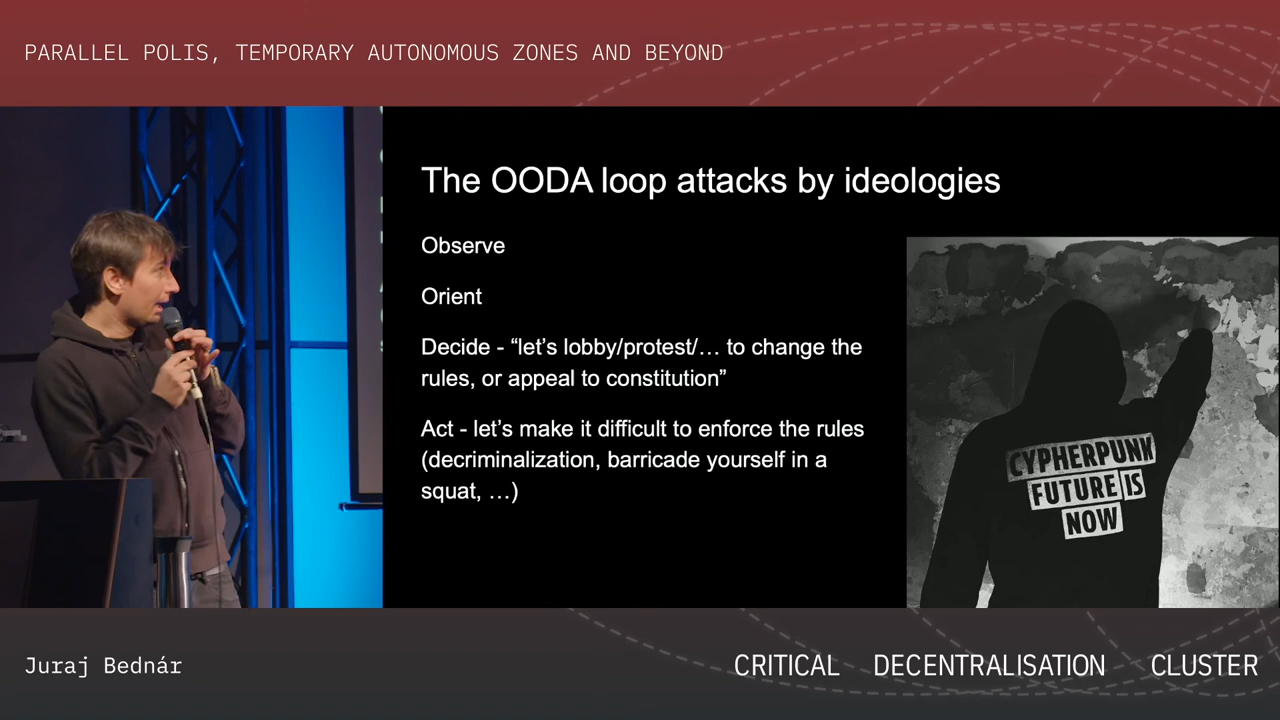 PARALLEL POLIS, TEMPORARY AUTONOMOUS ZONES AND BEYOND
The OODA loop attacks by ideologies
Observe
Orient
Decide - “let’s lobby/protest/… to change the
rules, or appeal to constitution”
Act - let’s make it difficult to enforce the rules
(decriminalization, barricade yourself in a
squat, …)
CYPHERPUNK
FUTURE IS
NOW
Juraj Bednár
CRITICAL DECENTRALISATION CLUSTER